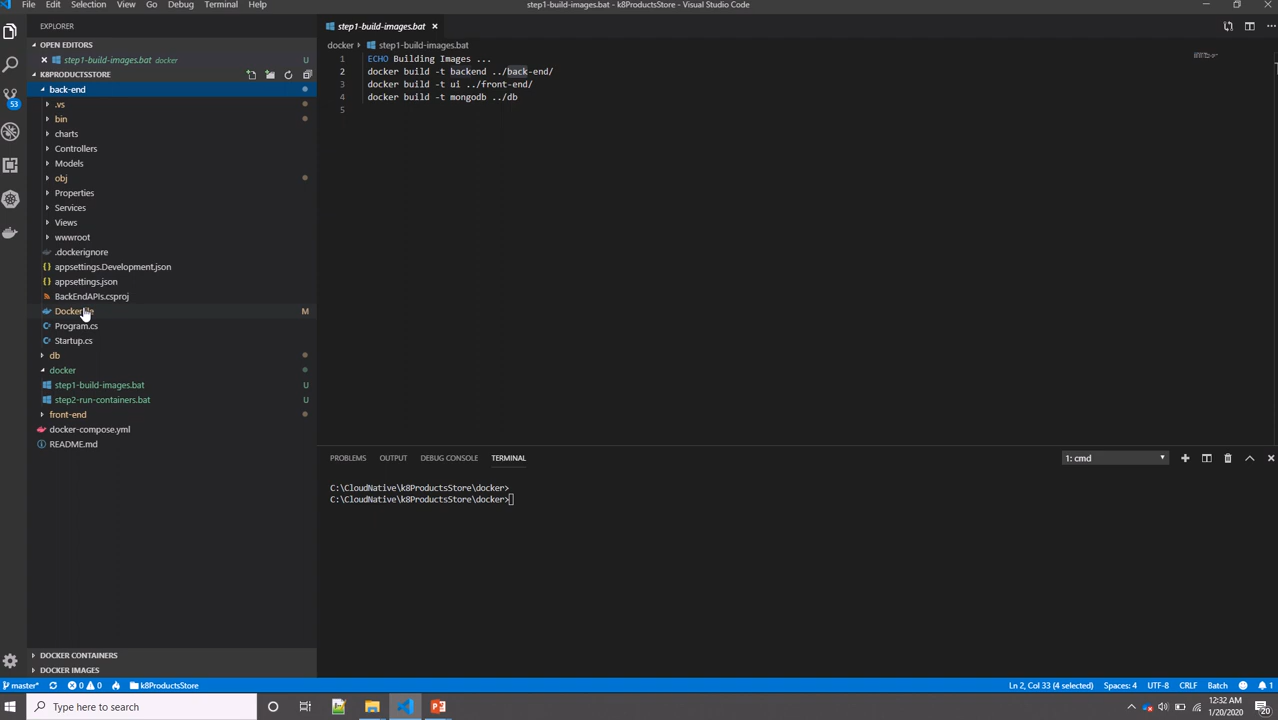 File Edit Selection View Go Debug Terminal Help
step1-build-images.bat - k8ProductsStore - Visual Studio Code
EXPLORER
OPEN EDITORS
step1-build-images.bat docker
K8PRODUCTSSTORE
back-end
.vs
bin
charts
Controllers
Models
obj
Properties
Services
Views
wwwroot
.dockerignore
appsettings.Development.json
appsettings.json
BackEndAPIs.csproj
M
Program.cs
Startup.cs
db
docker
step1-build-images.bat U
step2-run-containers.bat U
front-end
docker-compose.yml
README.md
DOCKER CONTAINERS
DOCKER IMAGES
53
step1-build-images.bat
docker step1-build-images.bat
1 ECHO Building Images ...
2 docker build -t backend ../back-end/
3 docker build -t ui ../front-end/
4 docker build -t mongodb ../db
5
PROBLEMS OUTPUT DEBUG CONSOLE TERMINAL 1: cmd
C:\CloudNative\k8ProductsStore\docker>
C:\CloudNative\k8ProductsStore\docker>
master* 0 0 k8ProductsStore Ln 2, Col 33 (4 selected) Spaces: 4 UTF-8 CRLF Batch 1
Type here to search
12:32 AM
1/20/2020
20